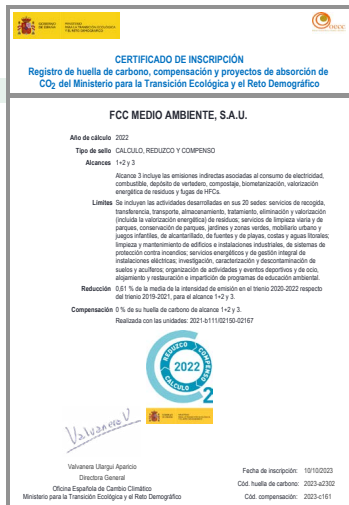 GOBIERNO
DE ESPAÑA
MINISTERIO
PARA LA TRANSICIÓN ECOLÓGICA
Y EL RETO DEMOGRÁFICO
oecc
CERTIFICADO DE INSCRIPCIÓN
Registro de huella de carbono, compensación y proyectos de absorción de
CO2 del Ministerio para la Transición Ecológica y el Reto Demográfico
FCC MEDIO AMBIENTE, S.A.U.
Año de cálculo 2022
Tipo de sello CALCULO, REDUZCO Y COMPENSO
Alcances 1+2 y 3
Alcance 3 incluye las emisiones indirectas asociadas al consumo de electricidad,
combustible, depósito de vertedero, compostaje, biometanización, valorización
energética de residuos y fugas de HFCs.
Límites Se incluyen las actividades desarrolladas en sus 20 sedes: servicios de recogida,
transferencia, transporte, almacenamiento, tratamiento, eliminación y valorización
(incluida la valorización energética) de residuos; servicios de limpieza viaria y de
parques, conservación de parques, jardines y zonas verdes, mobiliario urbano y
juegos infantiles, de alcantarillado, de fuentes y de playas, costas y aguas litorales;
limpieza y mantenimiento de edificios e instalaciones industriales, de sistemas de
protección contra incendios; servicios energéticos y de gestión integral de
instalaciones eléctricas; investigación, caracterización y descontaminación de
suelos y acuíferos; organización de actividades y eventos deportivos y de ocio,
alojamiento y restauración e impartición de programas de educación ambiental.
Reducción 0,61 % de la media de la intensidad de emisión en el trienio 2020-2022 respecto
del trienio 2019-2021, para el alcance 1+2 y 3.
Compensación 0 % de su huella de carbono de alcance 1+2 y 3.
Realizada con las unidades: 2021-b111/02150-02167
REDUZCO
COMPENSO
CALCULO
2022
2
Valvanera U
Valvanera Ulargui Aparicio
Directora General
Oficina Española de Cambio Climático
Ministerio para la Transición Ecológica y el Reto Demográfico
Fecha de inscripción: 10/10/2023
Cód. huella de carbono: 2023-a2302
Cód. compensación: 2023-c161